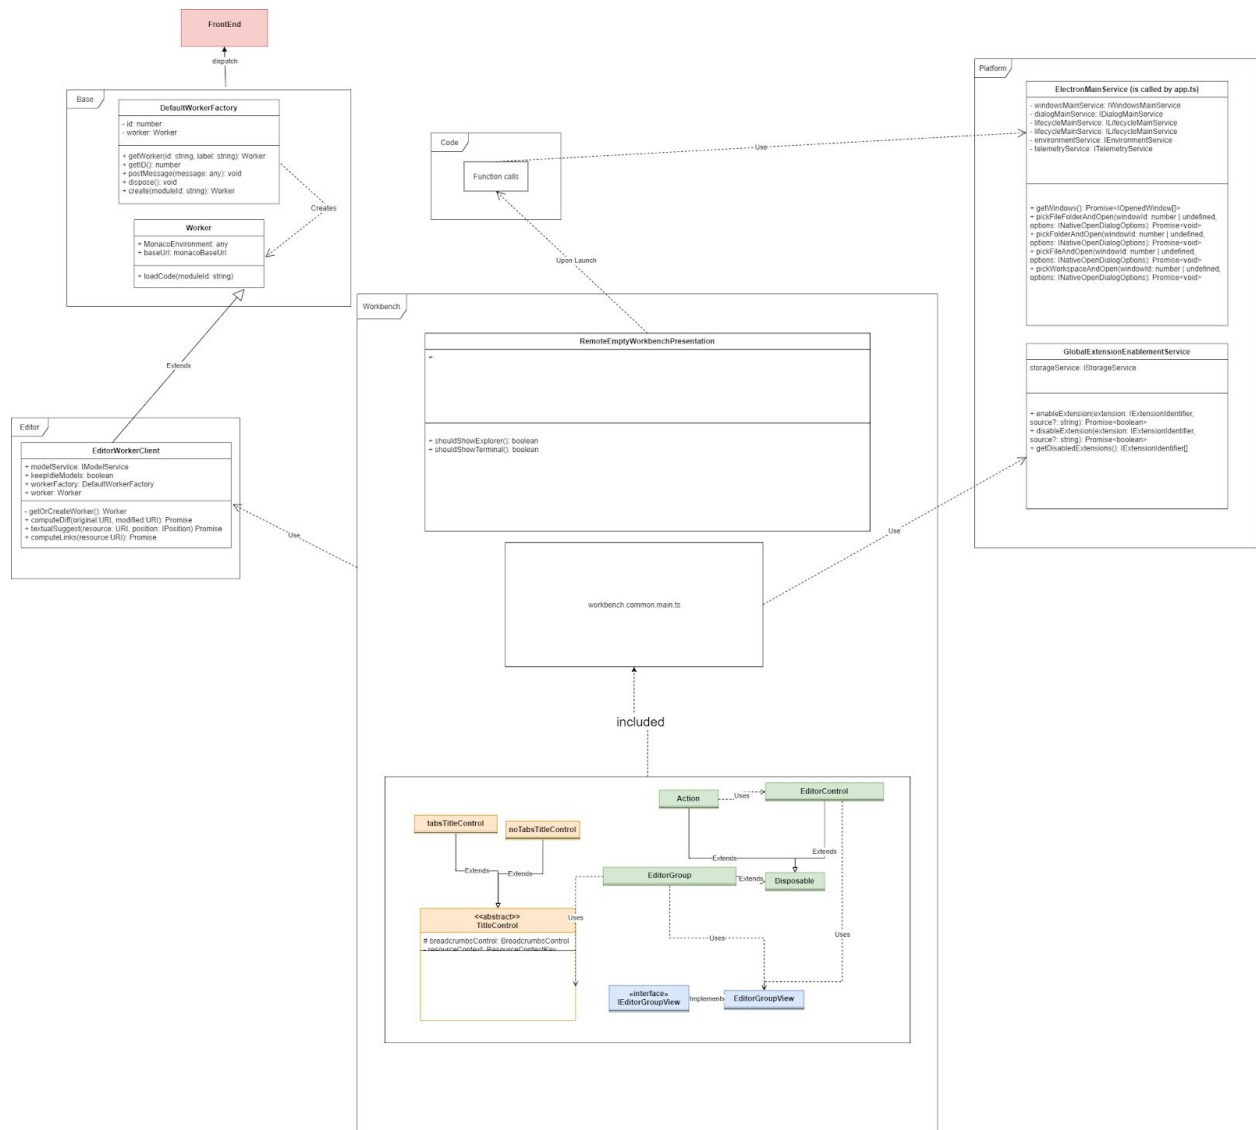 FrontEnd
dispatch
Base
DefaultWorkerFactory
- id: number
- worker: Worker
+ getWorker(id: string, label: string): Worker
+ getID(): number
+ postMessage(message: any): void
+ dispose(): void
+ create(moduleId: string): Worker
Creates
Worker
+ MonacoEnvironment: any
+ baseUrl: monacoBaseUrl
+ loadCode(moduleId: string)
Extends
Editor
EditorWorkerClient
+ modelService: IModelService
+ keepIdleModels: boolean
+ workerFactory: DefaultWorkerFactory
+ worker: Worker
- getOrCreateWorker(): Worker
+ computeDiff(original:URI, modified:URI): Promise
+ textualSuggest(resource: URI, position: IPosition) Promise
+ computeLinks(resource:URI): Promise
Use
Code
Function calls
Use
Upon Launch
Platform
ElectronMainService (is called by app.ts)
- windowsMainService: IWindowsMainService
- dialogMainService: IDialogMainService
- lifecycleMainService: ILifecycleMainService
- lifecycleMainService: ILifecycleMainService
- environmentService: IEnvironmentService
- telemetryService: ITelemetryService
+ getWindows(): Promise<IOpenedWindow[]>
+ pickFileFolderAndOpen(windowId: number | undefined,
options: INativeOpenDialogOptions): Promise<void>
+ pickFolderAndOpen(windowId: number | undefined,
options: INativeOpenDialogOptions): Promise<void>
+ pickFileAndOpen(windowId: number | undefined,
options: INativeOpenDialogOptions): Promise<void>
+ pickWorkspaceAndOpen(windowId: number | undefined,
options: INativeOpenDialogOptions): Promise<void>
GlobalExtensionEnablementService
storageService: IStorageService
+ enableExtension(extension: IExtensionIdentifier,
source?: string): Promise<boolean>
+ disableExtension(extension: IExtensionIdentifier,
source?: string): Promise<boolean>
+ getDisabledExtensions(): IExtensionIdentifier[]
Use
Workbench
RemoteEmptyWorkbenchPresentation
+
+ shouldShowExplorer(): boolean
+ shouldShowTerminal(): boolean
workbench.common.main.ts
included
Action
Uses
EditorControl
tabsTitleControl
noTabsTitleControl
Extends
Extends
Extends
Extends
EditorGroup
Extends
Disposable
<<abstract>>
TitleControl
# breadcrumbsControl: BreadcrumbsControl
- resourceContext: ResourceContextKey
Uses
Uses
«interface»
IEditorGroupView
Implements
EditorGroupView